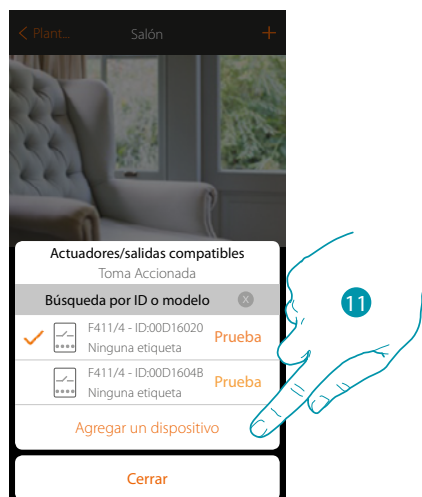 Plant... Salón +
Actuadores/salidas compatibles
Toma Accionada
Búsqueda por ID o modelo X
F411/4 - ID:00D16020
Ninguna etiqueta
Prueba
F411/4 - ID:00D1604B
Ninguna etiqueta
Prueba
Agregar un dispositivo
Cerrar
11